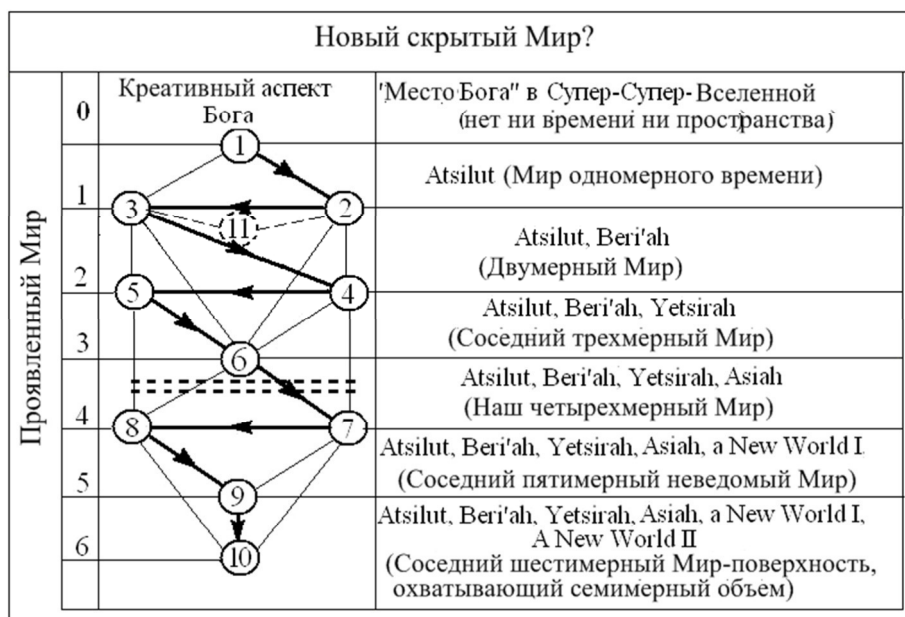 Новый скрытый Мир?
Проявленный Мир
0
Креативный аспект
Бога
"Место Бога" в Супер-Супер-Вселенной
(нет ни времени ни пространства)
1
1
Atsilut (Мир одномерного времени)
3
11
2
2
Atsilut, Beri'ah
(Двумерный Мир)
5
4
3
Atsilut, Beri'ah, Yetsirah
(Соседний трехмерный Мир)
6
4
Atsilut, Beri'ah, Yetsirah, Asiah
(Наш четырехмерный Мир)
8
7
5
Atsilut, Beri'ah, Yetsirah, Asiah, a New World I
(Соседний пятимерный неведомый Мир)
9
6
Atsilut, Beri'ah, Yetsirah, Asiah, a New World I,
A New World II
(Соседний шестимерный Мир-поверхность,
охватывающий семимерный объем)
10